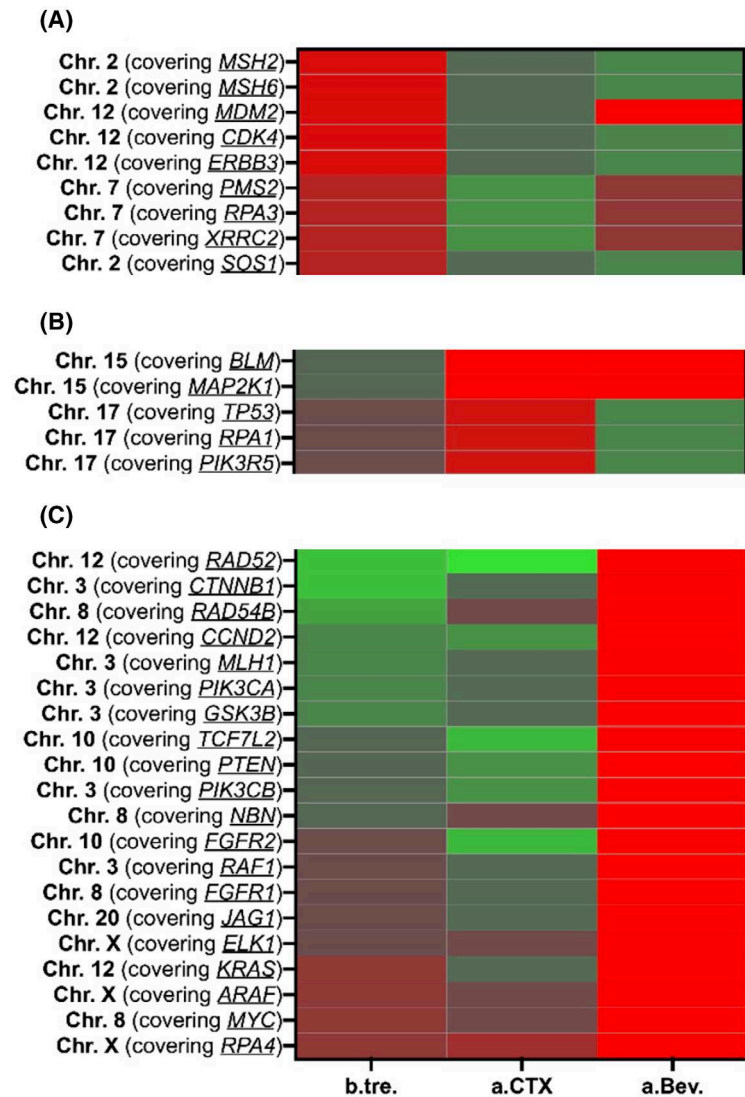 (A)
Chr. 2 (covering MSH2)
Chr. 2 (covering MSH6)
Chr. 12 (covering MDM2)
Chr. 12 (covering CDK4)
Chr. 12 (covering ERBB3)
Chr. 7 (covering PMS2)
Chr. 7 (covering RPA3)
Chr. 7 (covering XRRC2)
Chr. 2 (covering SOS1)
(B)
Chr. 15 (covering BLM)
Chr. 15 (covering MAP2K1)
Chr. 17 (covering TP53)
Chr. 17 (covering RPA1)
Chr. 17 (covering PIK3R5)
(C)
Chr. 12 (covering RAD52)
Chr. 3 (covering CTNNB1)
Chr. 8 (covering RAD54B)
Chr. 12 (covering CCND2)
Chr. 3 (covering MLH1)
Chr. 3 (covering PIK3CA)
Chr. 3 (covering GSK3B)
Chr. 10 (covering TCF7L2)
Chr. 10 (covering PTEN)
Chr. 3 (covering PIK3CB)
Chr. 8 (covering NBN)
Chr. 10 (covering FGFR2)
Chr. 3 (covering RAF1)
Chr. 8 (covering FGFR1)
Chr. 20 (covering JAG1)
Chr. X (covering ELK1)
Chr. 12 (covering KRAS)
Chr. X (covering ARAF)
Chr. 8 (covering MYC)
Chr. X (covering RPA4)
b.tre. a.CTX a.Bev.